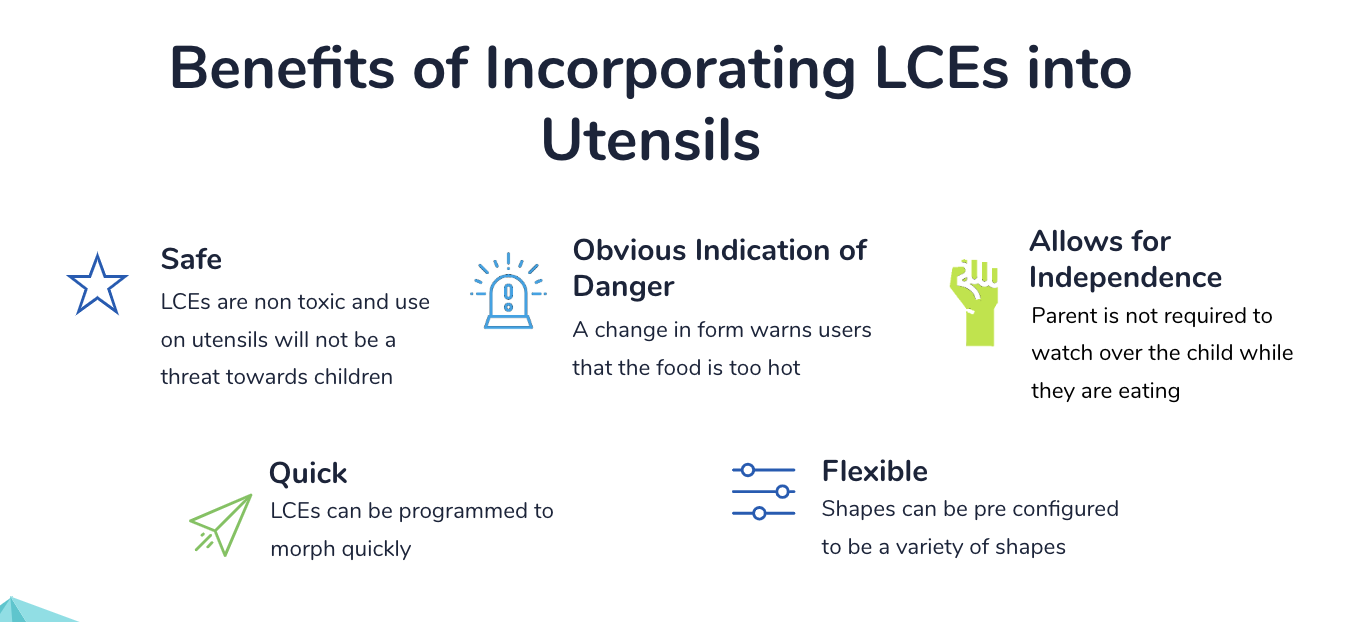 Benefits of Incorporating LCEs into
Utensils
Safe
LCEs are non toxic and use
on utensils will not be a
threat towards children
Obvious Indication of
Danger
A change in form warns users
that the food is too hot
Allows for
Independence
Parent is not required to
watch over the child while
they are eating
Quick
LCEs can be programmed to
morph quickly
Flexible
Shapes can be pre configured
to be a variety of shapes